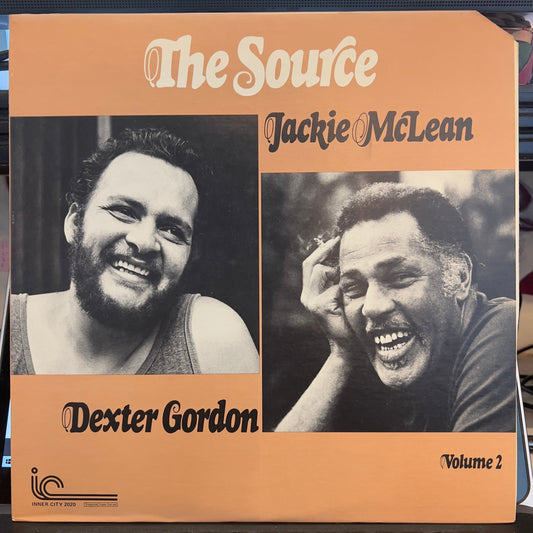 The Source
Jackie McLean
Dexter Gordon
Volume 2
ic
INNER CITY 2020